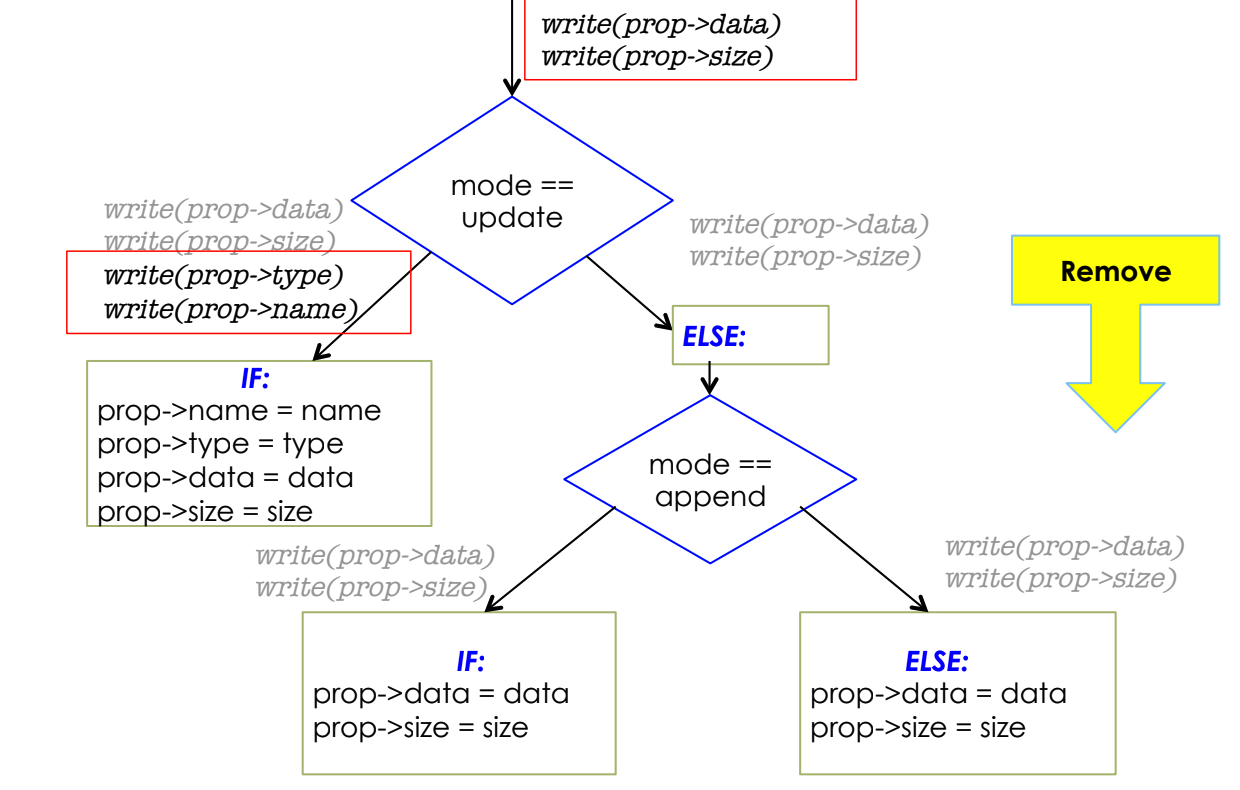 write(prop->data)
write(prop->size)
mode ==
update
write(prop->data)
write(prop->size)
write(prop->type)
write(prop->name)
write(prop->data)
write(prop->size)
Remove
ELSE:
IF:
prop->name = name
prop->type = type
prop->data = data
prop->size = size
mode ==
append
write(prop->data)
write(prop->size)
write(prop->data)
write(prop->size)
IF:
prop->data = data
prop->size = size
ELSE:
prop->data = data
prop->size = size